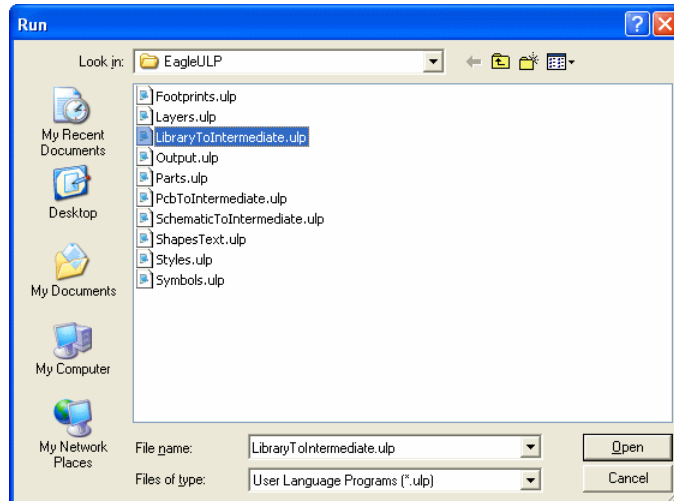 Run
Look in: EagleULP
My Recent
Documents
Desktop
My Documents
My Computer
My Network
Places
Footprints.ulp
Layers.ulp
LibraryToIntermediate.ulp
Output.ulp
Parts.ulp
PcbToIntermediate.ulp
SchematicToIntermediate.ulp
ShapesText.ulp
Styles.ulp
Symbols.ulp
File name: LibraryToIntermediate.ulp Open
Files of type: User Language Programs (*.ulp) Cancel